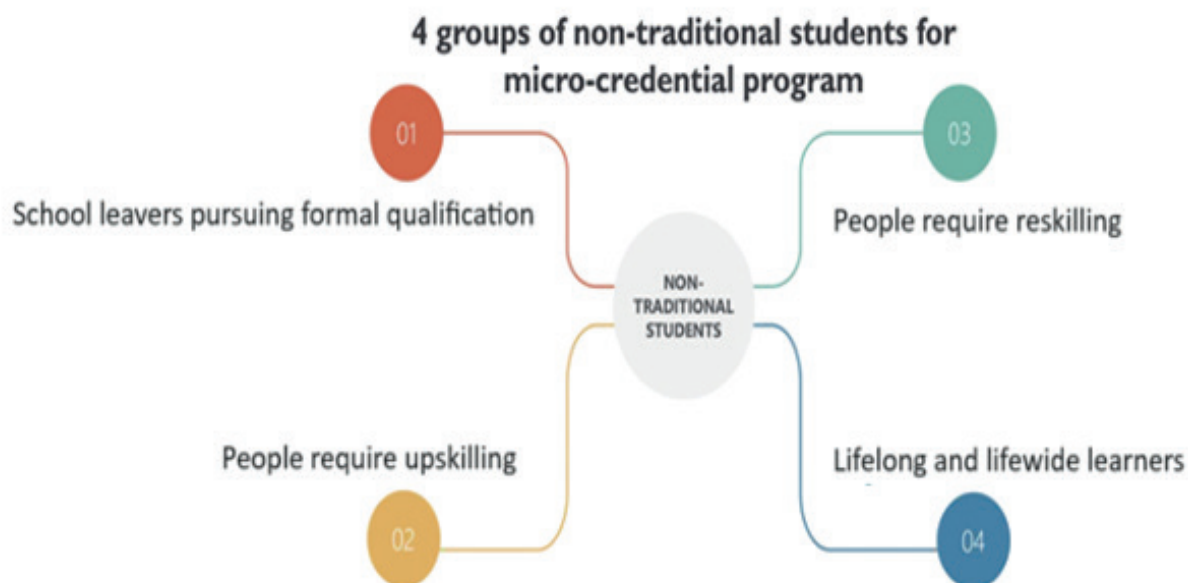 4 groups of non-traditional students for
micro-credential program
01
School leavers pursuing formal qualification
03
People require reskilling
NON-
TRADITIONAL
STUDENTS
People require upskilling
02
Lifelong and lifewide learners
04